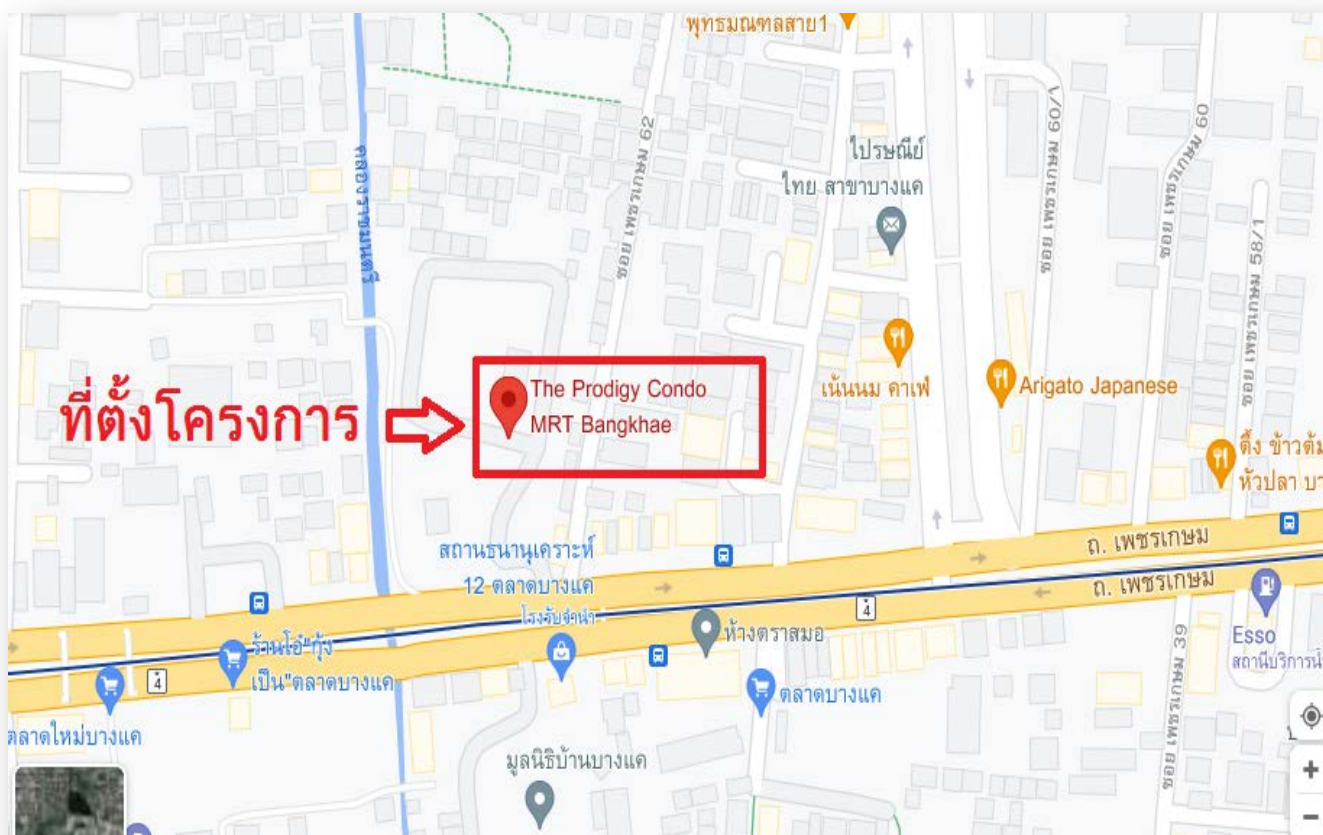 พุทธมณฑลสาย1
ซอย เพชรเกษม 62
คลองราชมนตรี
ไปรษณีย์
ไทย สาขาบางแค
ซอย เพชรเกษม 60/1
ซอย เพชรเกษม 60
ซอย เพชรเกษม 58/1
ที่ตั้งโครงการ
The Prodigy Condo
MRT Bangkhae
เน้นนม คาเฟ่
Arigato Japanese
ตึ๋ง ข้าวต้ม
หัวปลา บา
ถ. เพชรเกษม
ถ. เพชรเกษม
สถานธนานุเคราะห์
12 ตลาดบางแค
โรงรับจำนำ
ห้างตราสมอ
4
Esso
สถานีบริการน้ำ
ร้านโอ๋"กุ้ง
เป็น"ตลาดบางแค
4
ตลาดใหม่บางแค
ตลาดบางแค
ซอย เพชรเกษม 39
มูลนิธิบ้านบางแค
+
−